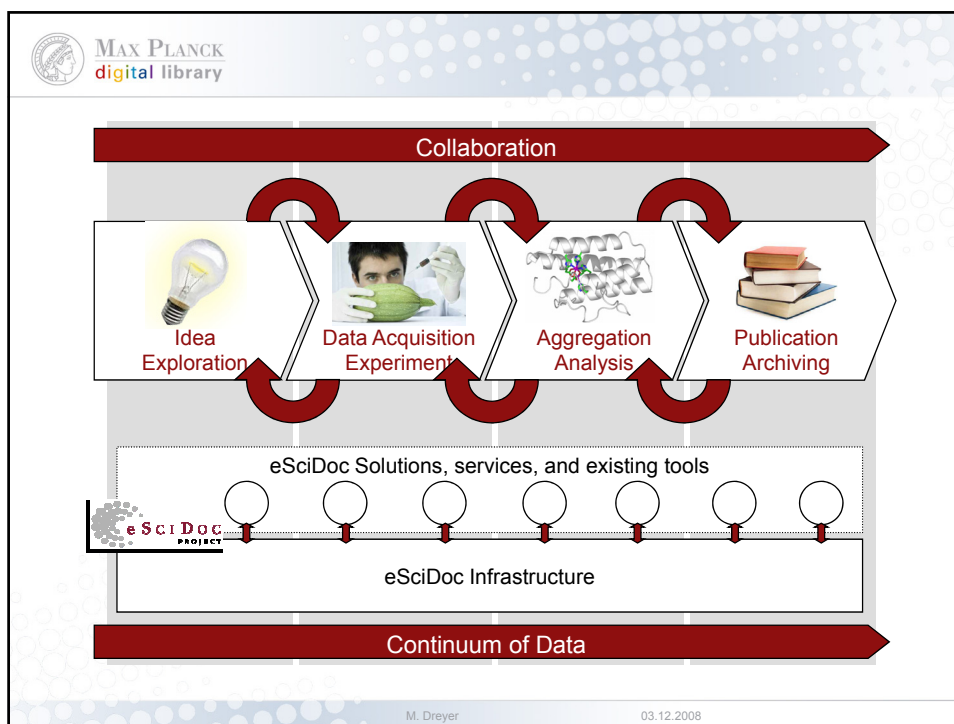 MAX PLANCK
digital library
Collaboration
Idea
Exploration
Data Acquisition
Experiment
Aggregation
Analysis
Publication
Archiving
eSciDoc Solutions, services, and existing tools
eSciDoc
PROJECT
eSciDoc Infrastructure
Continuum of Data
M. Dreyer 03.12.2008